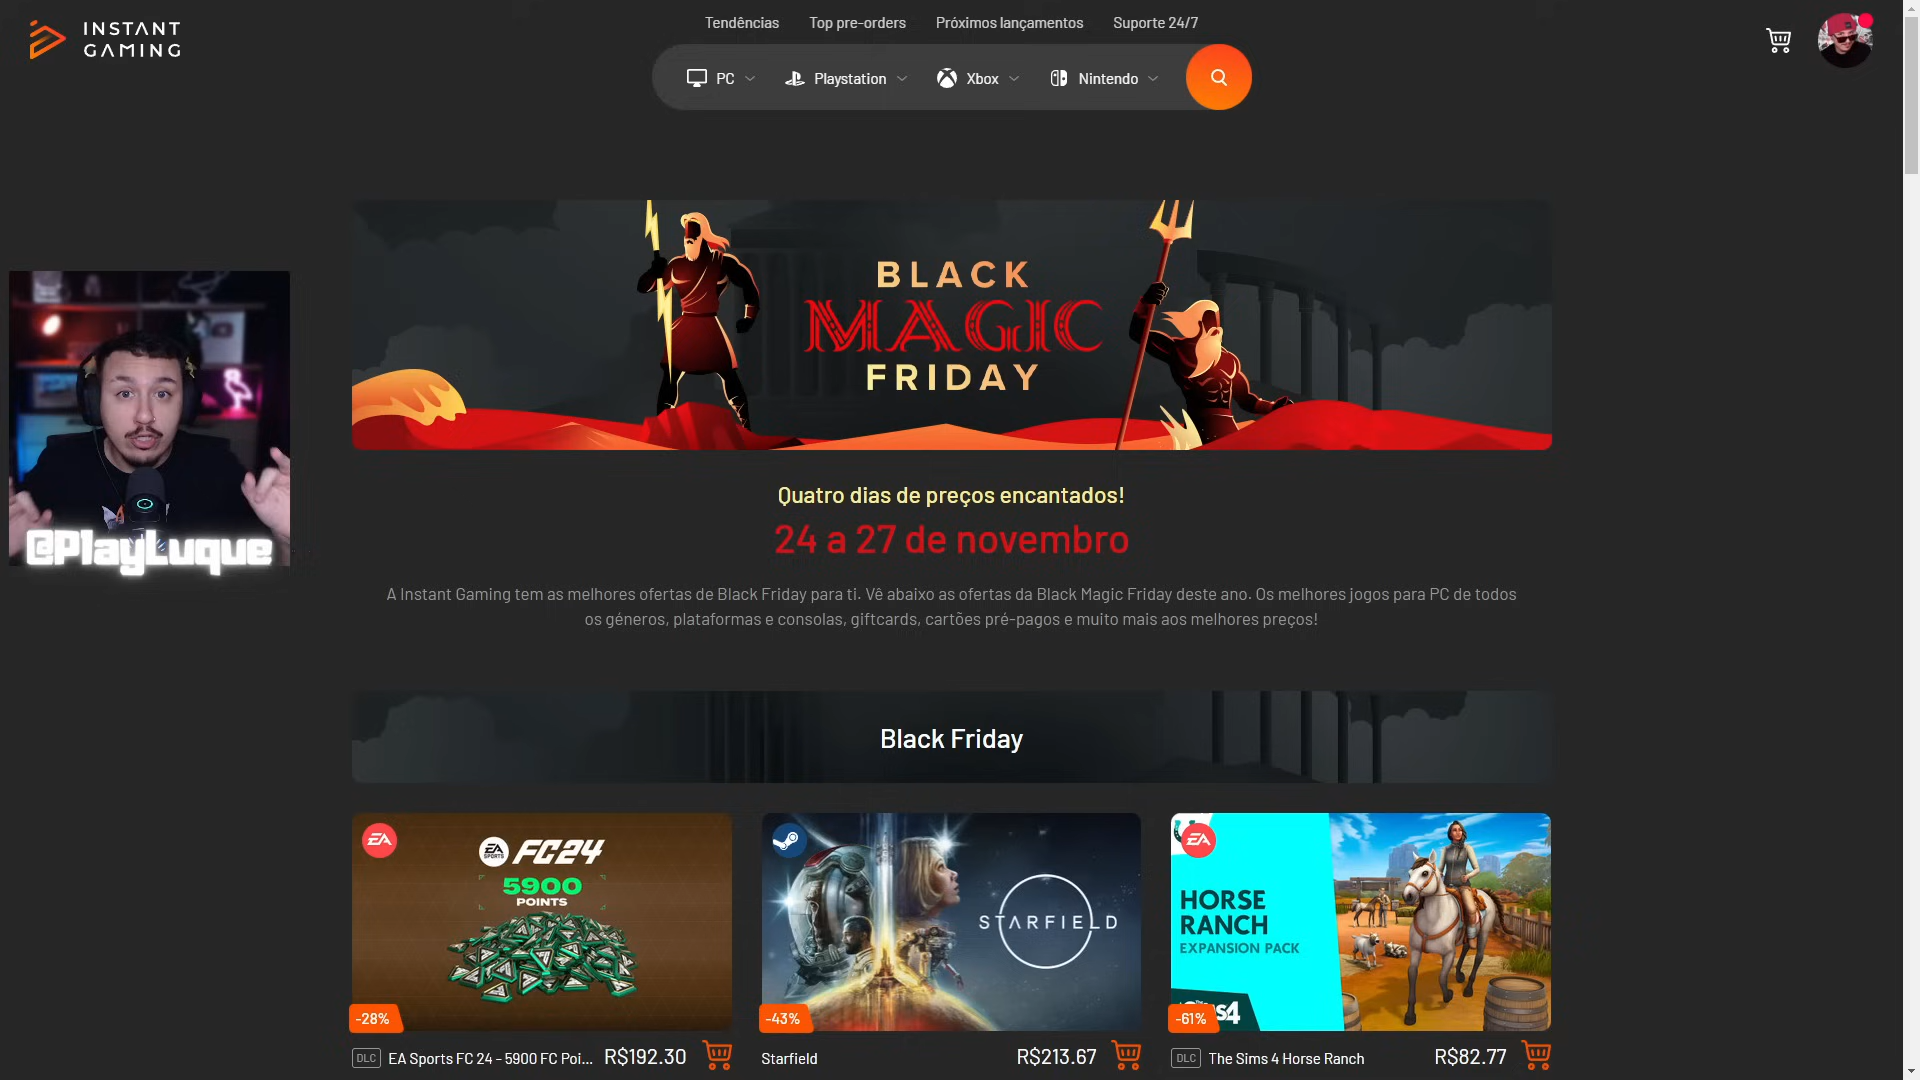 INSTANT
GAMING
Tendências
Top pre-orders
Próximos lançamentos
Suporte 24/7
PC
Playstation
Xbox
Nintendo
BLACK
MAGIC
FRIDAY
@PlayLuque
Quatro dias de preços encantados!
24 a 27 de novembro
A Instant Gaming tem as melhores ofertas de Black Friday para ti. Vê abaixo as ofertas da Black Magic Friday deste ano. Os melhores jogos para PC de todos
os géneros, plataformas e consolas, giftcards, cartões pré-pagos e muito mais aos melhores preços!
Black Friday
EA
EA SPORTS FC24
5900
POINTS
-28%
DLC EA Sports FC 24 - 5900 FC Poi... R$192.30
STARFIELD
-43%
Starfield R$213.67
EA
HORSE
RANCH
EXPANSION PACK
-61%
DLC The Sims 4 Horse Ranch R$82.77